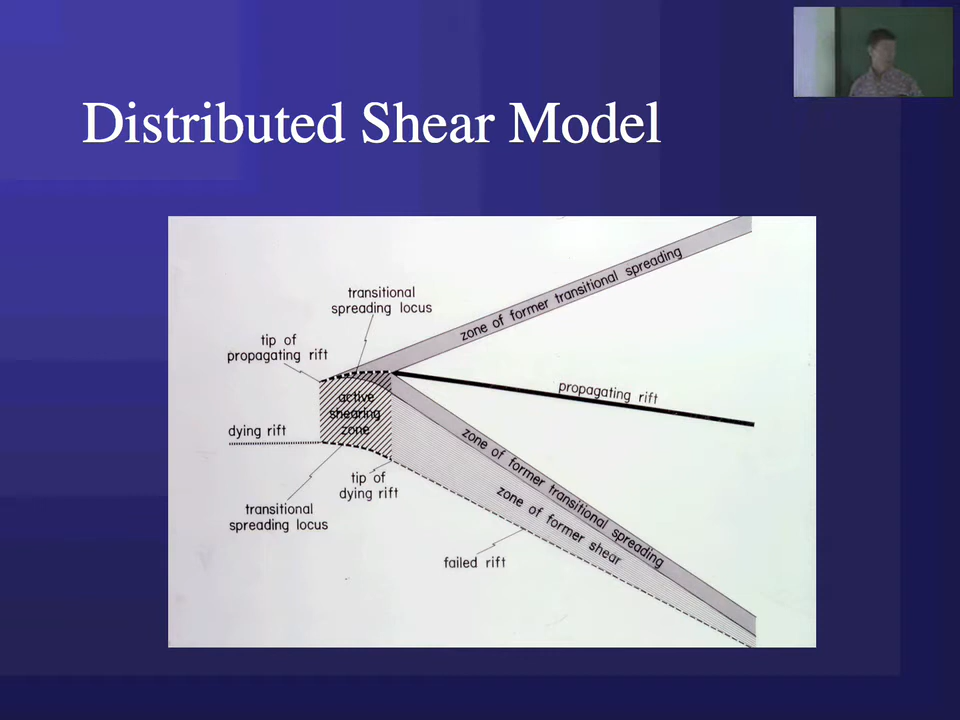 Distributed Shear Model
zone of former transitional spreading
transitional
spreading locus
tip of
propagating rift
propagating rift
active
shearing
zone
dying rift
zone of former transitional spreading
tip of
dying rift
zone of former shear
transitional
spreading locus
failed rift